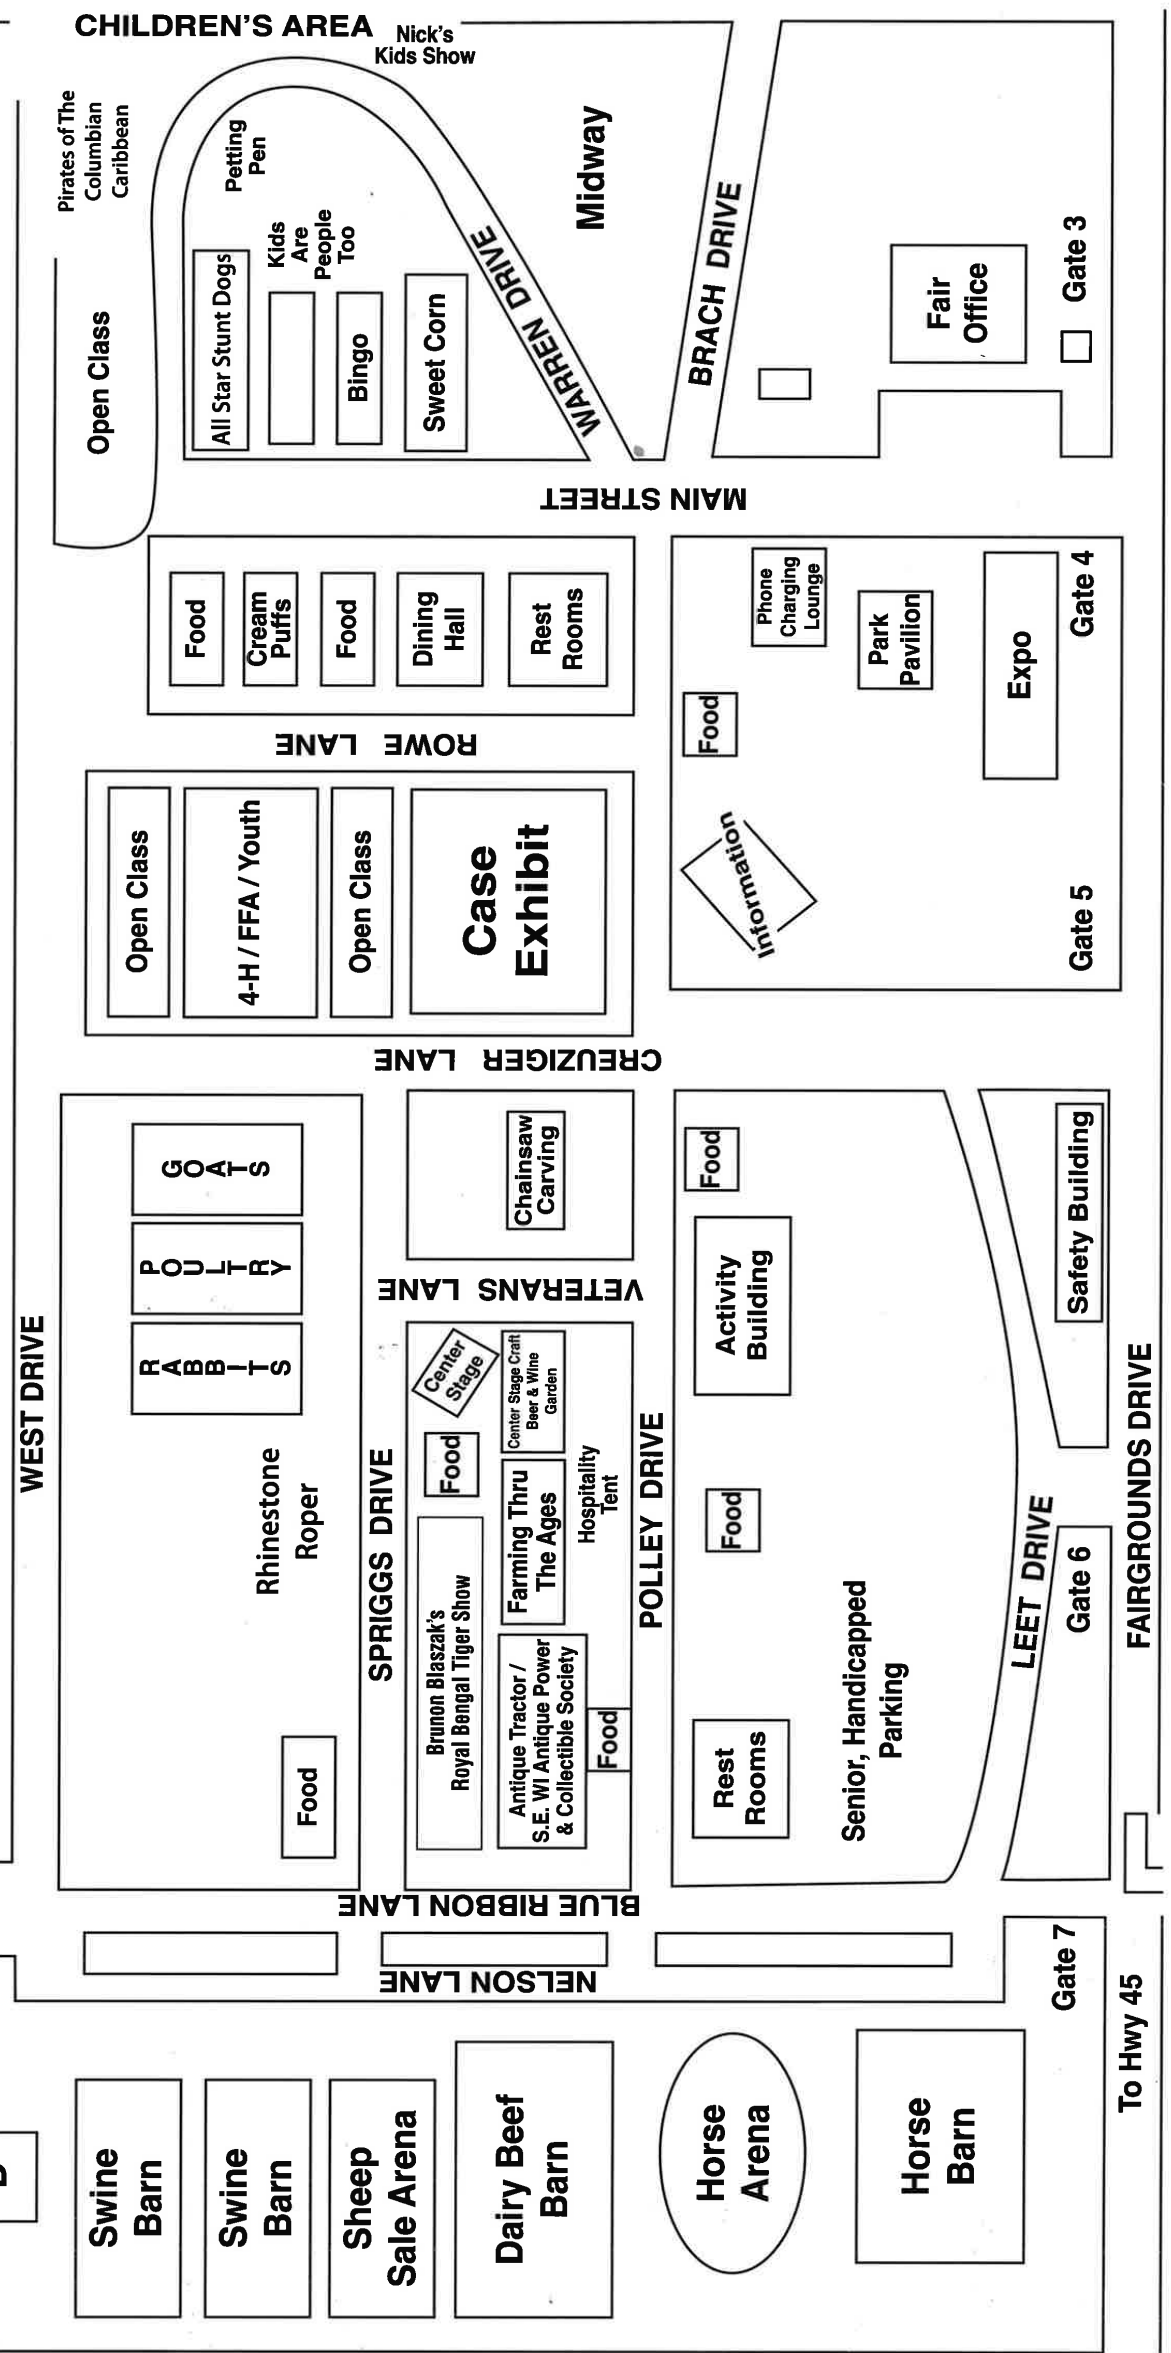 CHILDREN'S AREA
Nick's
Kids Show
Pirates of The
Columbian
Caribbean
Petting
Pen
Midway
Open Class
All Star Stunt Dogs
Kids
Are
People
Too
Bingo
Sweet Corn
WARREN DRIVE
BRACH DRIVE
Fair
Office
Gate 3
MAIN STREET
Food
Cream
Puffs
Food
Dining
Hall
Rest
Rooms
Phone
Charging
Lounge
Park
Pavilion
Expo
Gate 4
Food
ROWE LANE
Open Class
4-H / FFA / Youth
Open Class
Case
Exhibit
Information
Gate 5
CREUZIGER LANE
GOATS
POULTRY
RABBITS
Chainsaw
Carving
Food
Activity
Building
Safety Building
VETERANS LANE
WEST DRIVE
Rhinestone
Roper
SPRIGGS DRIVE
Center
Stage
Center Stage Craft
Beer & Wine
Garden
Food
Farming Thru
The Ages
Hospitality
Tent
POLLEY DRIVE
Food
Brunon Blaszak's
Royal Bengal Tiger Show
Antique Tractor /
S.E. WI Antique Power
& Collectible Society
Food
Food
Rest
Rooms
Senior, Handicapped
Parking
LEET DRIVE
Gate 6
FAIRGROUNDS DRIVE
BLUE RIBBON LANE
NELSON LANE
Gate 7
To Hwy 45
Swine
Barn
Swine
Barn
Sheep
Sale Arena
Dairy Beef
Barn
Horse
Arena
Horse
Barn